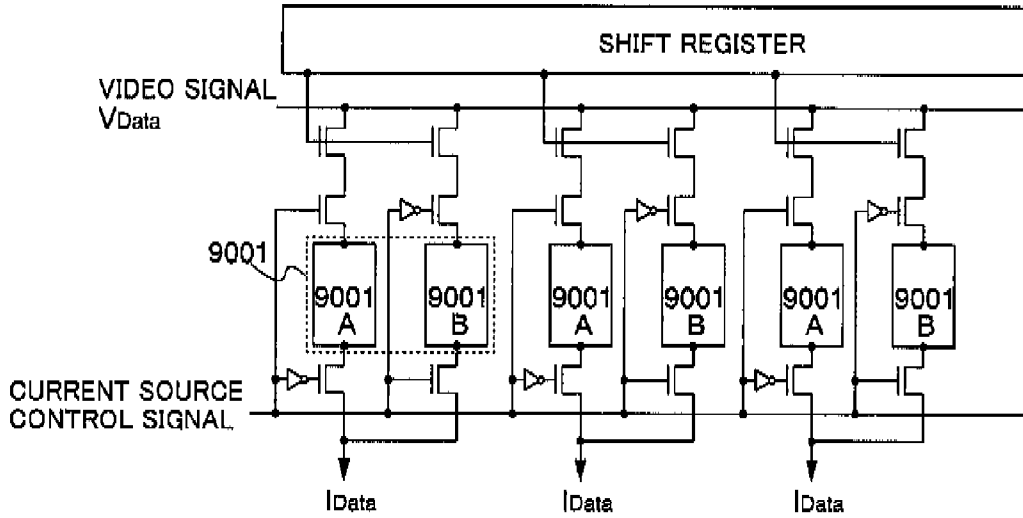 SHIFT REGISTER
VIDEO SIGNAL
VData
9001
9001
A
9001
B
9001
A
9001
B
9001
A
9001
B
CURRENT SOURCE
CONTROL SIGNAL
IData
IData
IData